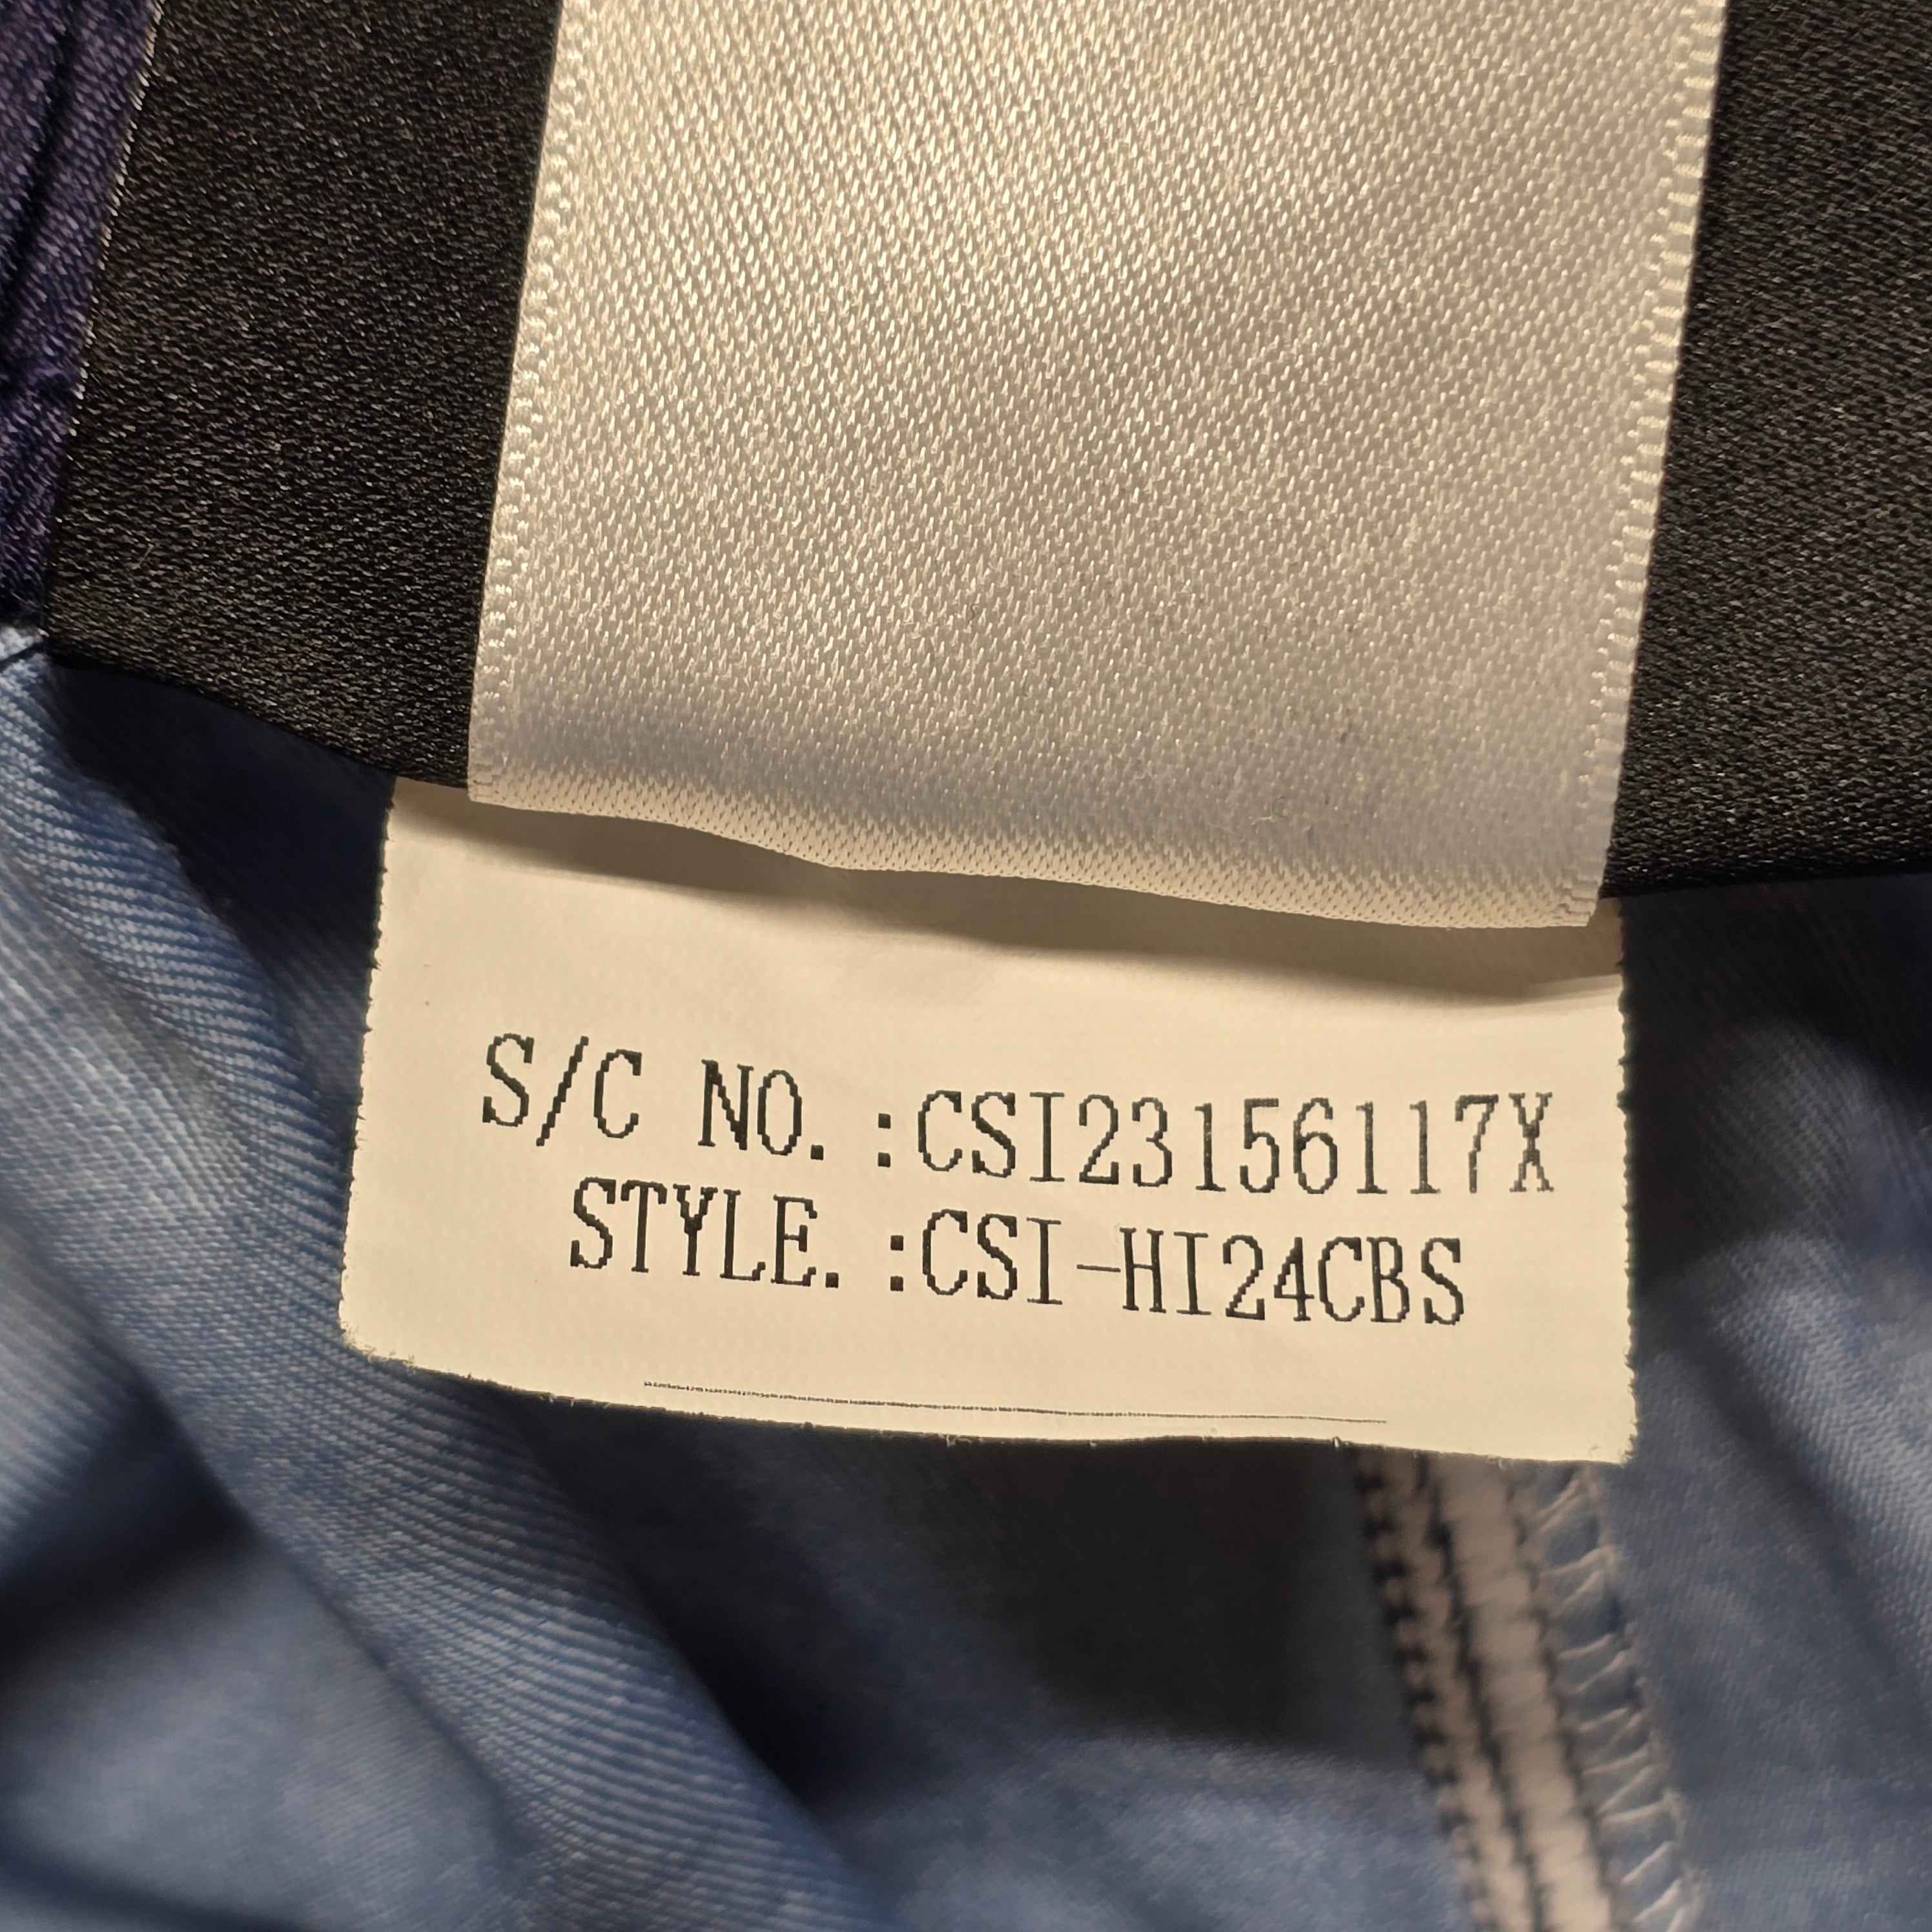 S/C NO. :CSI23156117X
STYLE. :CSI-HI24CBS